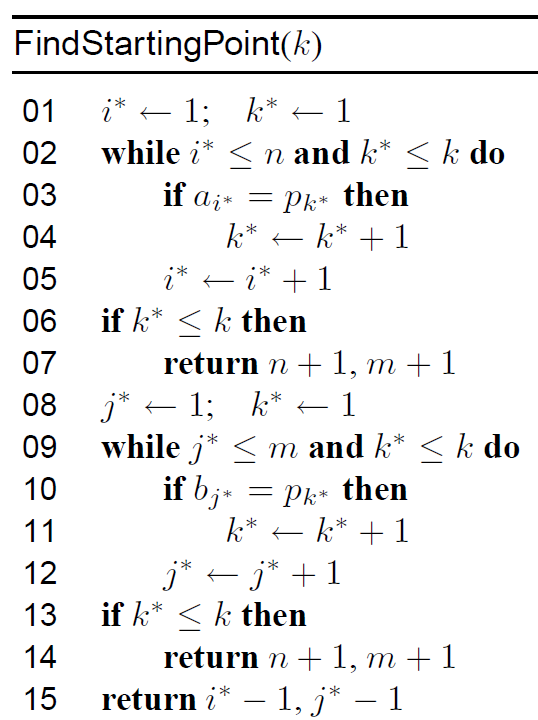 FindStartingPoint(k)
01 i* ← 1; k* ← 1
02 while i* ≤ n and k* ≤ k do
03 if a_{i*} = p_{k*} then
04 k* ← k* + 1
05 i* ← i* + 1
06 if k* ≤ k then
07 return n + 1, m + 1
08 j* ← 1; k* ← 1
09 while j* ≤ m and k* ≤ k do
10 if b_{j*} = p_{k*} then
11 k* ← k* + 1
12 j* ← j* + 1
13 if k* ≤ k then
14 return n + 1, m + 1
15 return i* − 1, j* − 1